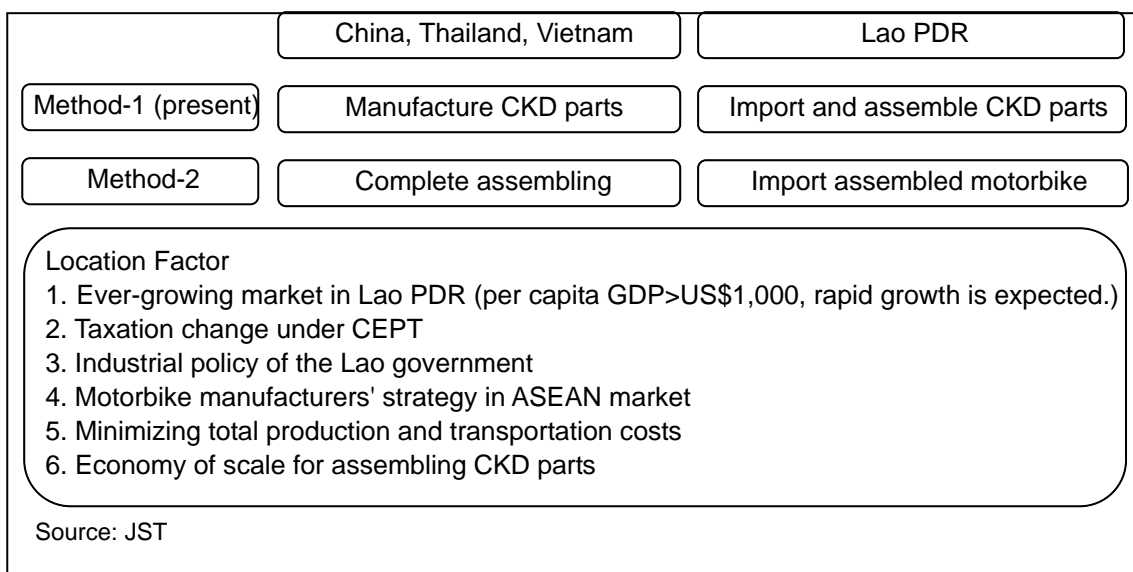 China, Thailand, Vietnam
Lao PDR
Method-1 (present)
Manufacture CKD parts
Import and assemble CKD parts
Method-2
Complete assembling
Import assembled motorbike
Location Factor
1. Ever-growing market in Lao PDR (per capita GDP>US$1,000, rapid growth is expected.)
2. Taxation change under CEPT
3. Industrial policy of the Lao government
4. Motorbike manufacturers' strategy in ASEAN market
5. Minimizing total production and transportation costs
6. Economy of scale for assembling CKD parts
Source: JST